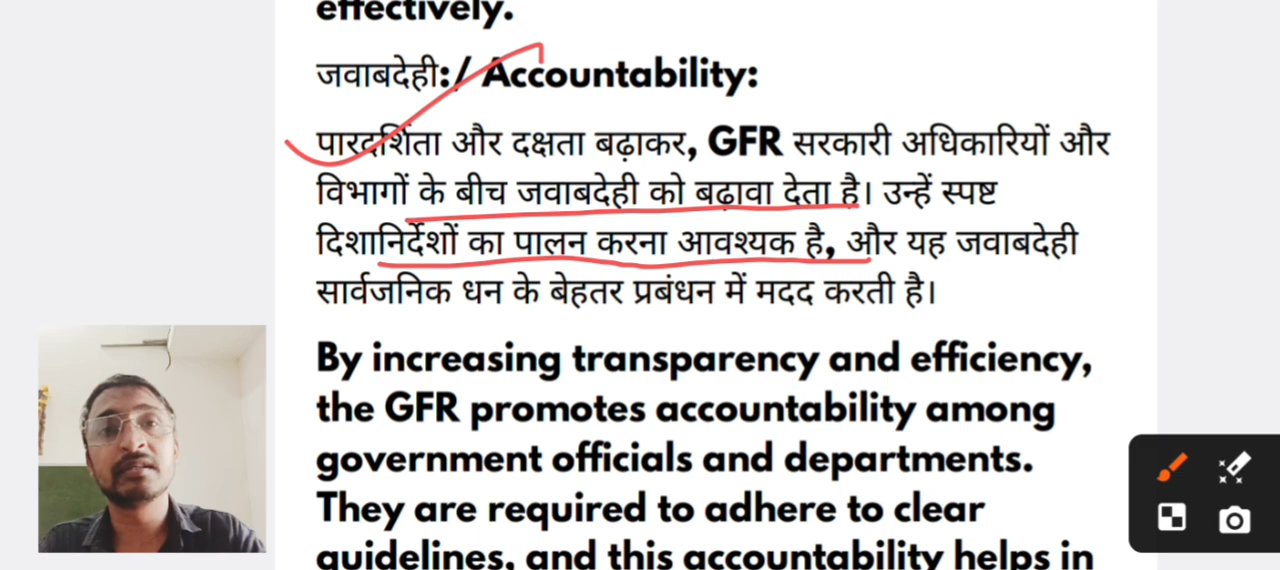 effectively.
जवाबदेही:/ Accountability:
पारदर्शिता और दक्षता बढ़ाकर, GFR सरकारी अधिकारियों और
विभागों के बीच जवाबदेही को बढ़ावा देता है। उन्हें स्पष्ट
दिशानिर्देशों का पालन करना आवश्यक है, और यह जवाबदेही
सार्वजनिक धन के बेहतर प्रबंधन में मदद करती है।
By increasing transparency and efficiency,
the GFR promotes accountability among
government officials and departments.
They are required to adhere to clear
guidelines, and this accountability helps in